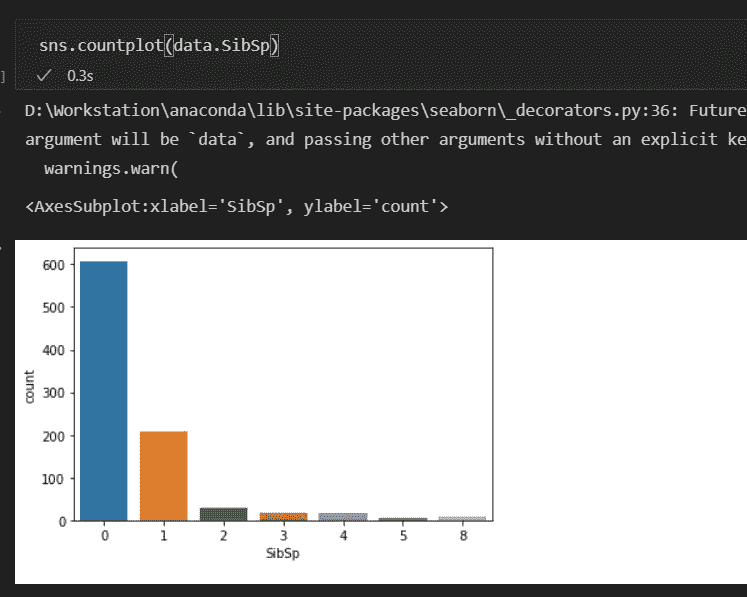 sns.countplot(data.SibSp)
] ✓ 0.3s
D:\Workstation\anaconda\lib\site-packages\seaborn\_decorators.py:36: Future
argument will be `data`, and passing other arguments without an explicit ke
warnings.warn(
<AxesSubplot:xlabel='SibSp', ylabel='count'>
600
500
400
300
200
100
0
count
0 1 2 3 4 5 8
SibSp